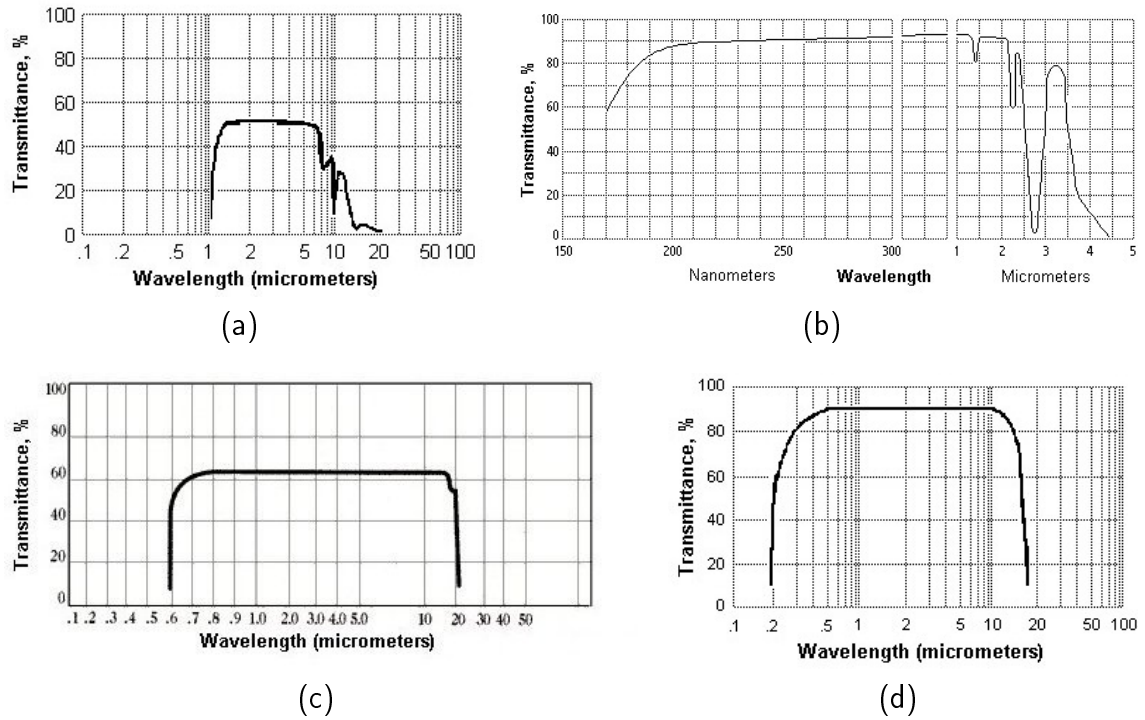 Transmittance, %
100
80
60
40
20
0
.1 .2 .5 1 2 5 10 20 50 100
Wavelength (micrometers)
(a)
Transmittance, %
100
80
60
40
20
0
150 200 250 300 1 2 3 4 5
Nanometers Wavelength Micrometers
(b)
Transmittance, %
100
80
60
40
20
0
.1 .2 .3 .4 .5 .6 .7 .8 .9 1.0 2.0 3.0 4.0 5.0 10 20 30 40 50
Wavelength (micrometers)
(c)
Transmittance, %
100
80
60
40
20
0
.1 .2 .5 1 2 5 10 20 50 100
Wavelength (micrometers)
(d)